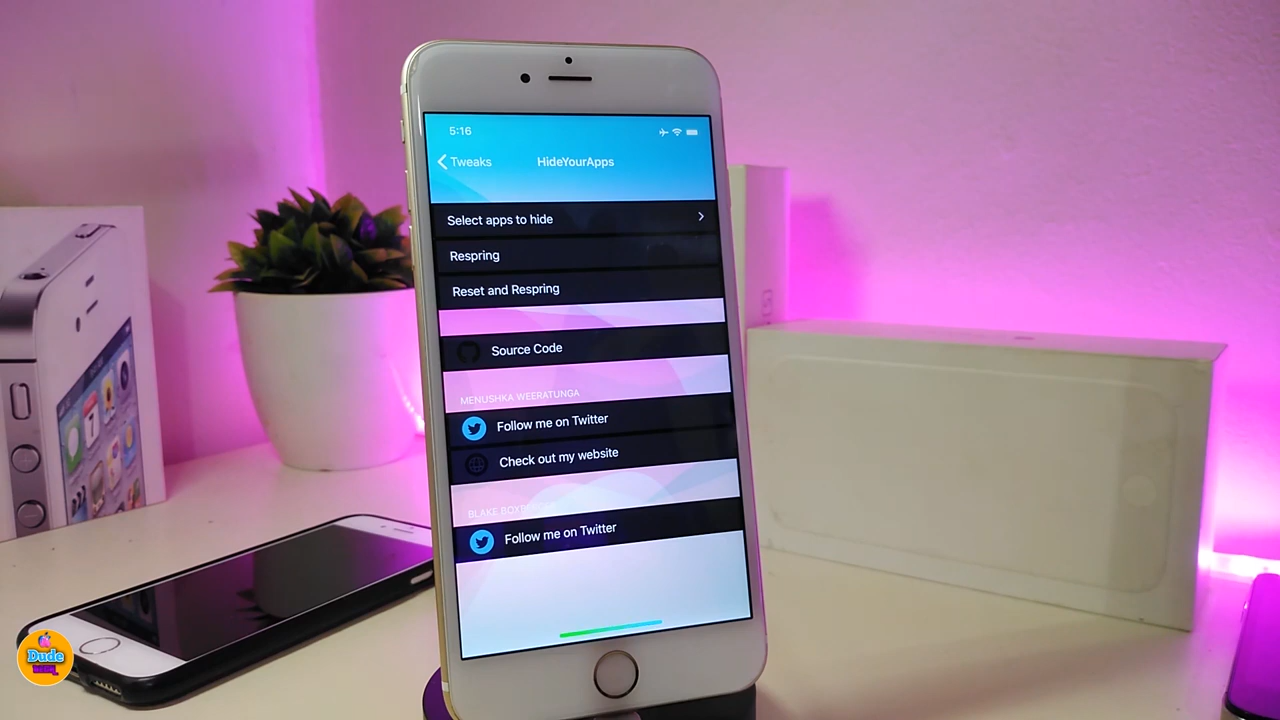 5:16
Tweaks
HideYourApps
Select apps to hide
Respring
Reset and Respring
Source Code
MENUSHKA WEERATUNGA
Follow me on Twitter
Check out my website
BLAKE
Follow me on Twitter
Dude